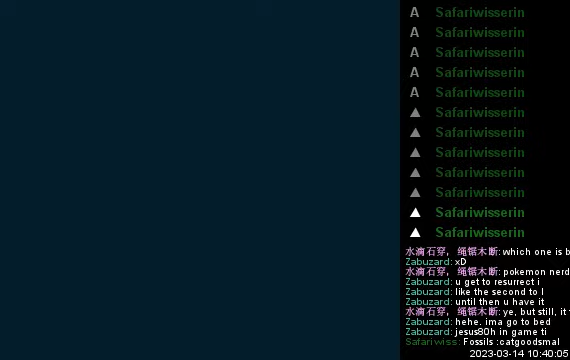 A Safariwisserin
A Safariwisserin
A Safariwisserin
A Safariwisserin
A Safariwisserin
▲ Safariwisserin
▲ Safariwisserin
▲ Safariwisserin
▲ Safariwisserin
▲ Safariwisserin
▲ Safariwisserin
▲ Safariwisserin
水滴石穿，绳锯木断: which one is b
Zabuzard: xD
水滴石穿，绳锯木断: pokemon nerd
Zabuzard: u get to resurrect i
Zabuzard: like the second to l
Zabuzard: until then u have it
水滴石穿，绳锯木断: ye, but still, it
Zabuzard: hehe. ima go to bed
Zabuzard: jesus80h in game ti
Safariwiss: Fossils :catgoodsmal
2023-03-14 10:40:05